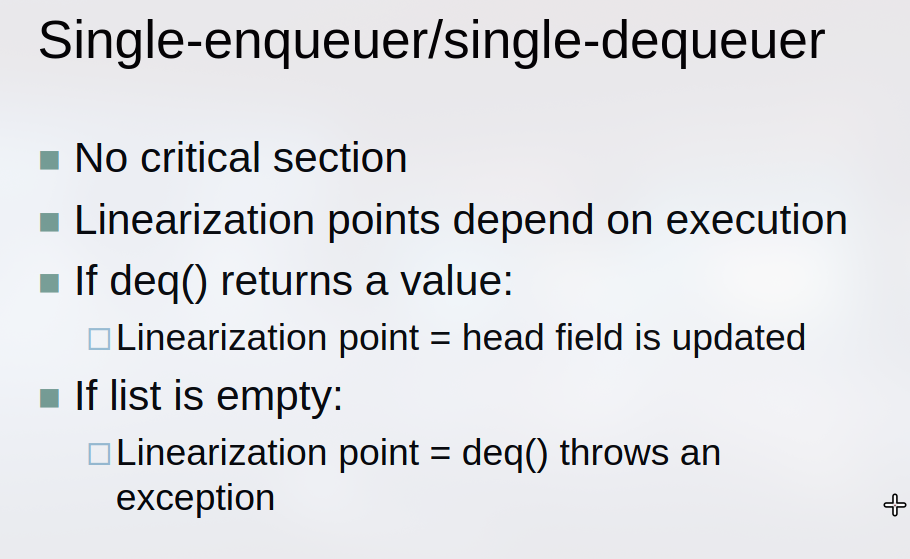 Single-enqueuer/single-dequeuer
No critical section
Linearization points depend on execution
If deq() returns a value:
Linearization point = head field is updated
If list is empty:
Linearization point = deq() throws an
exception